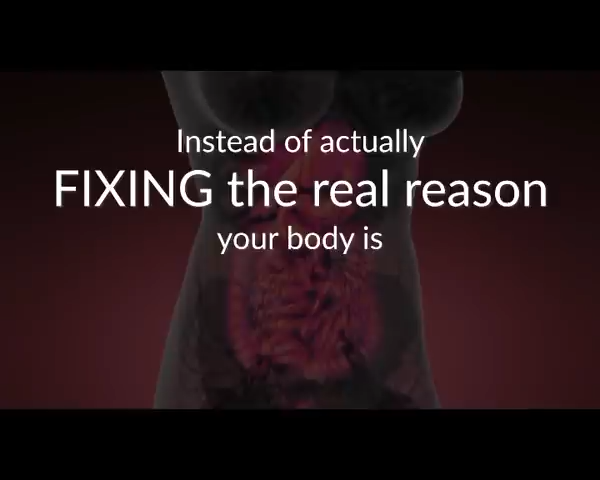 Instead of actually
FIXING the real reason
your body is